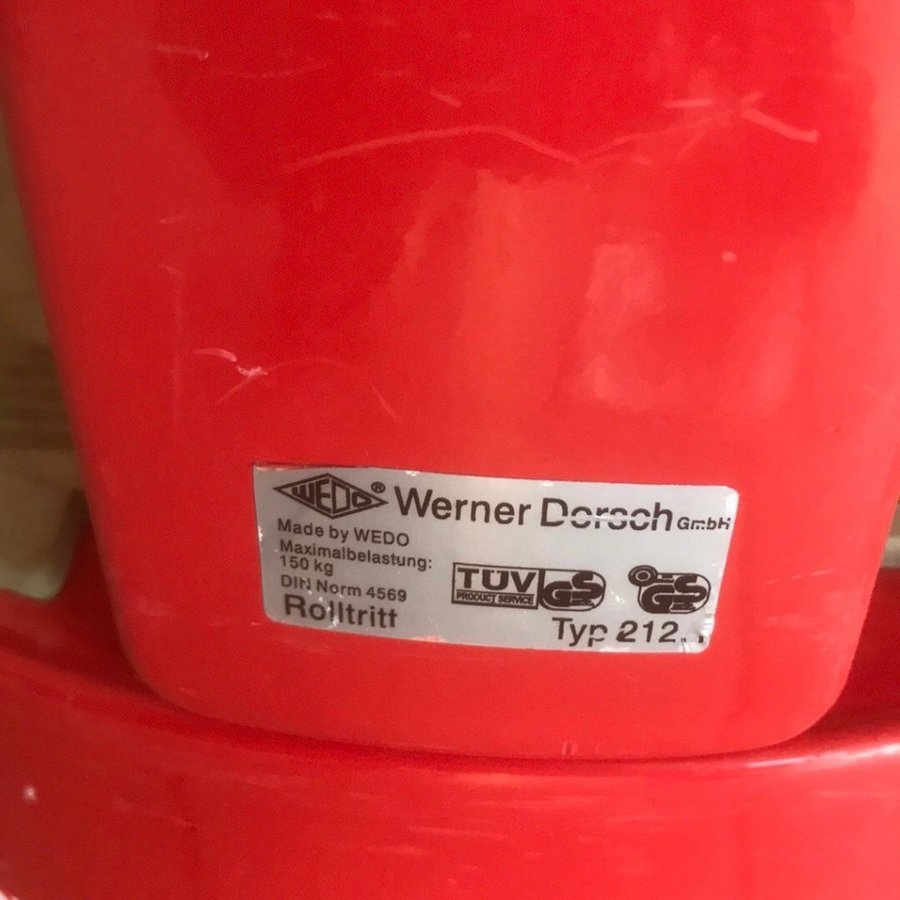 WEDO® Werner Dorsch GmbH
Made by WEDO
Maximalbelastung:
150 kg
DIN Norm 4569
Rolltritt
TÜV
PRODUCT SERVICE
GS
GS
Typ 212.